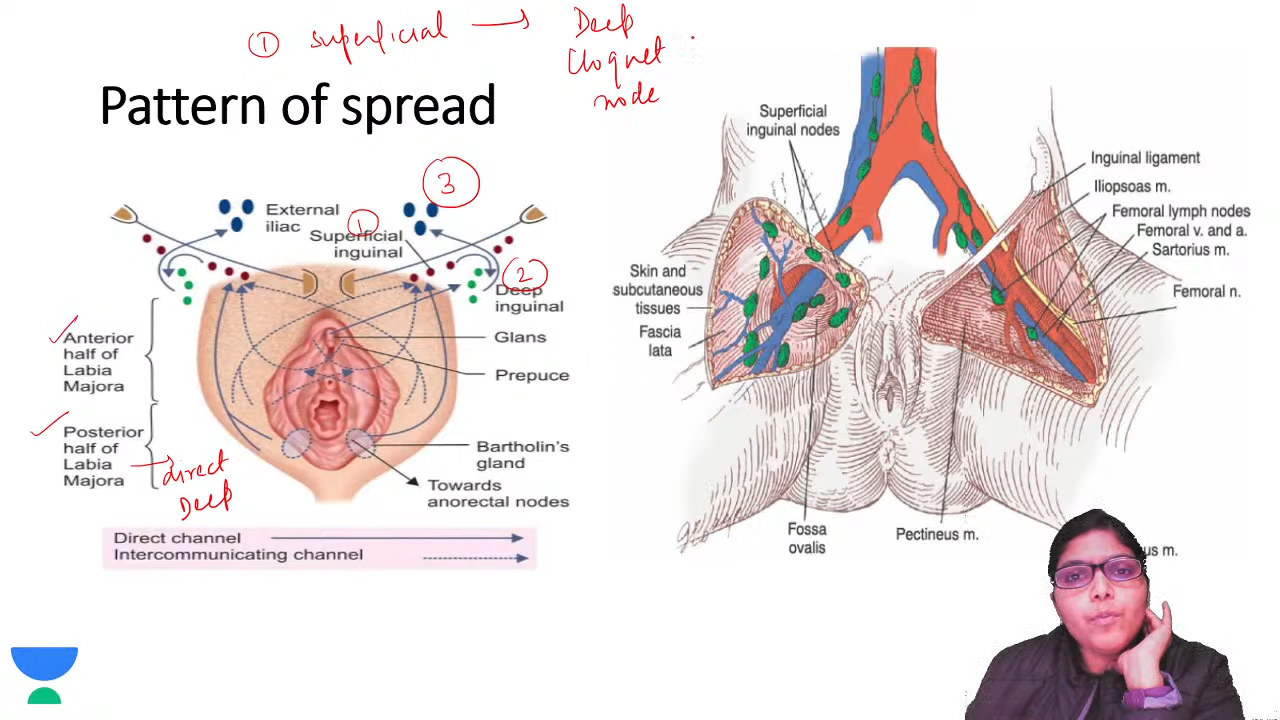 ① superficial → Deep
Cloquet
node
Pattern of spread
3
External
iliac
1
Superficial
inguinal
2
Deep
inguinal
Glans
Prepuce
Anterior
half of
Labia
Majora
Posterior
half of
Labia
Majora
direct
Deep
Bartholin's
gland
Towards
anorectal nodes
Direct channel
Intercommunicating channel
Superficial
inguinal nodes
Inguinal ligament
Iliopsoas m.
Femoral lymph nodes
Femoral v. and a.
Sartorius m.
Femoral n.
Skin and
subcutaneous
tissues
Fascia
lata
Fossa
ovalis
Pectineus m.
us m.